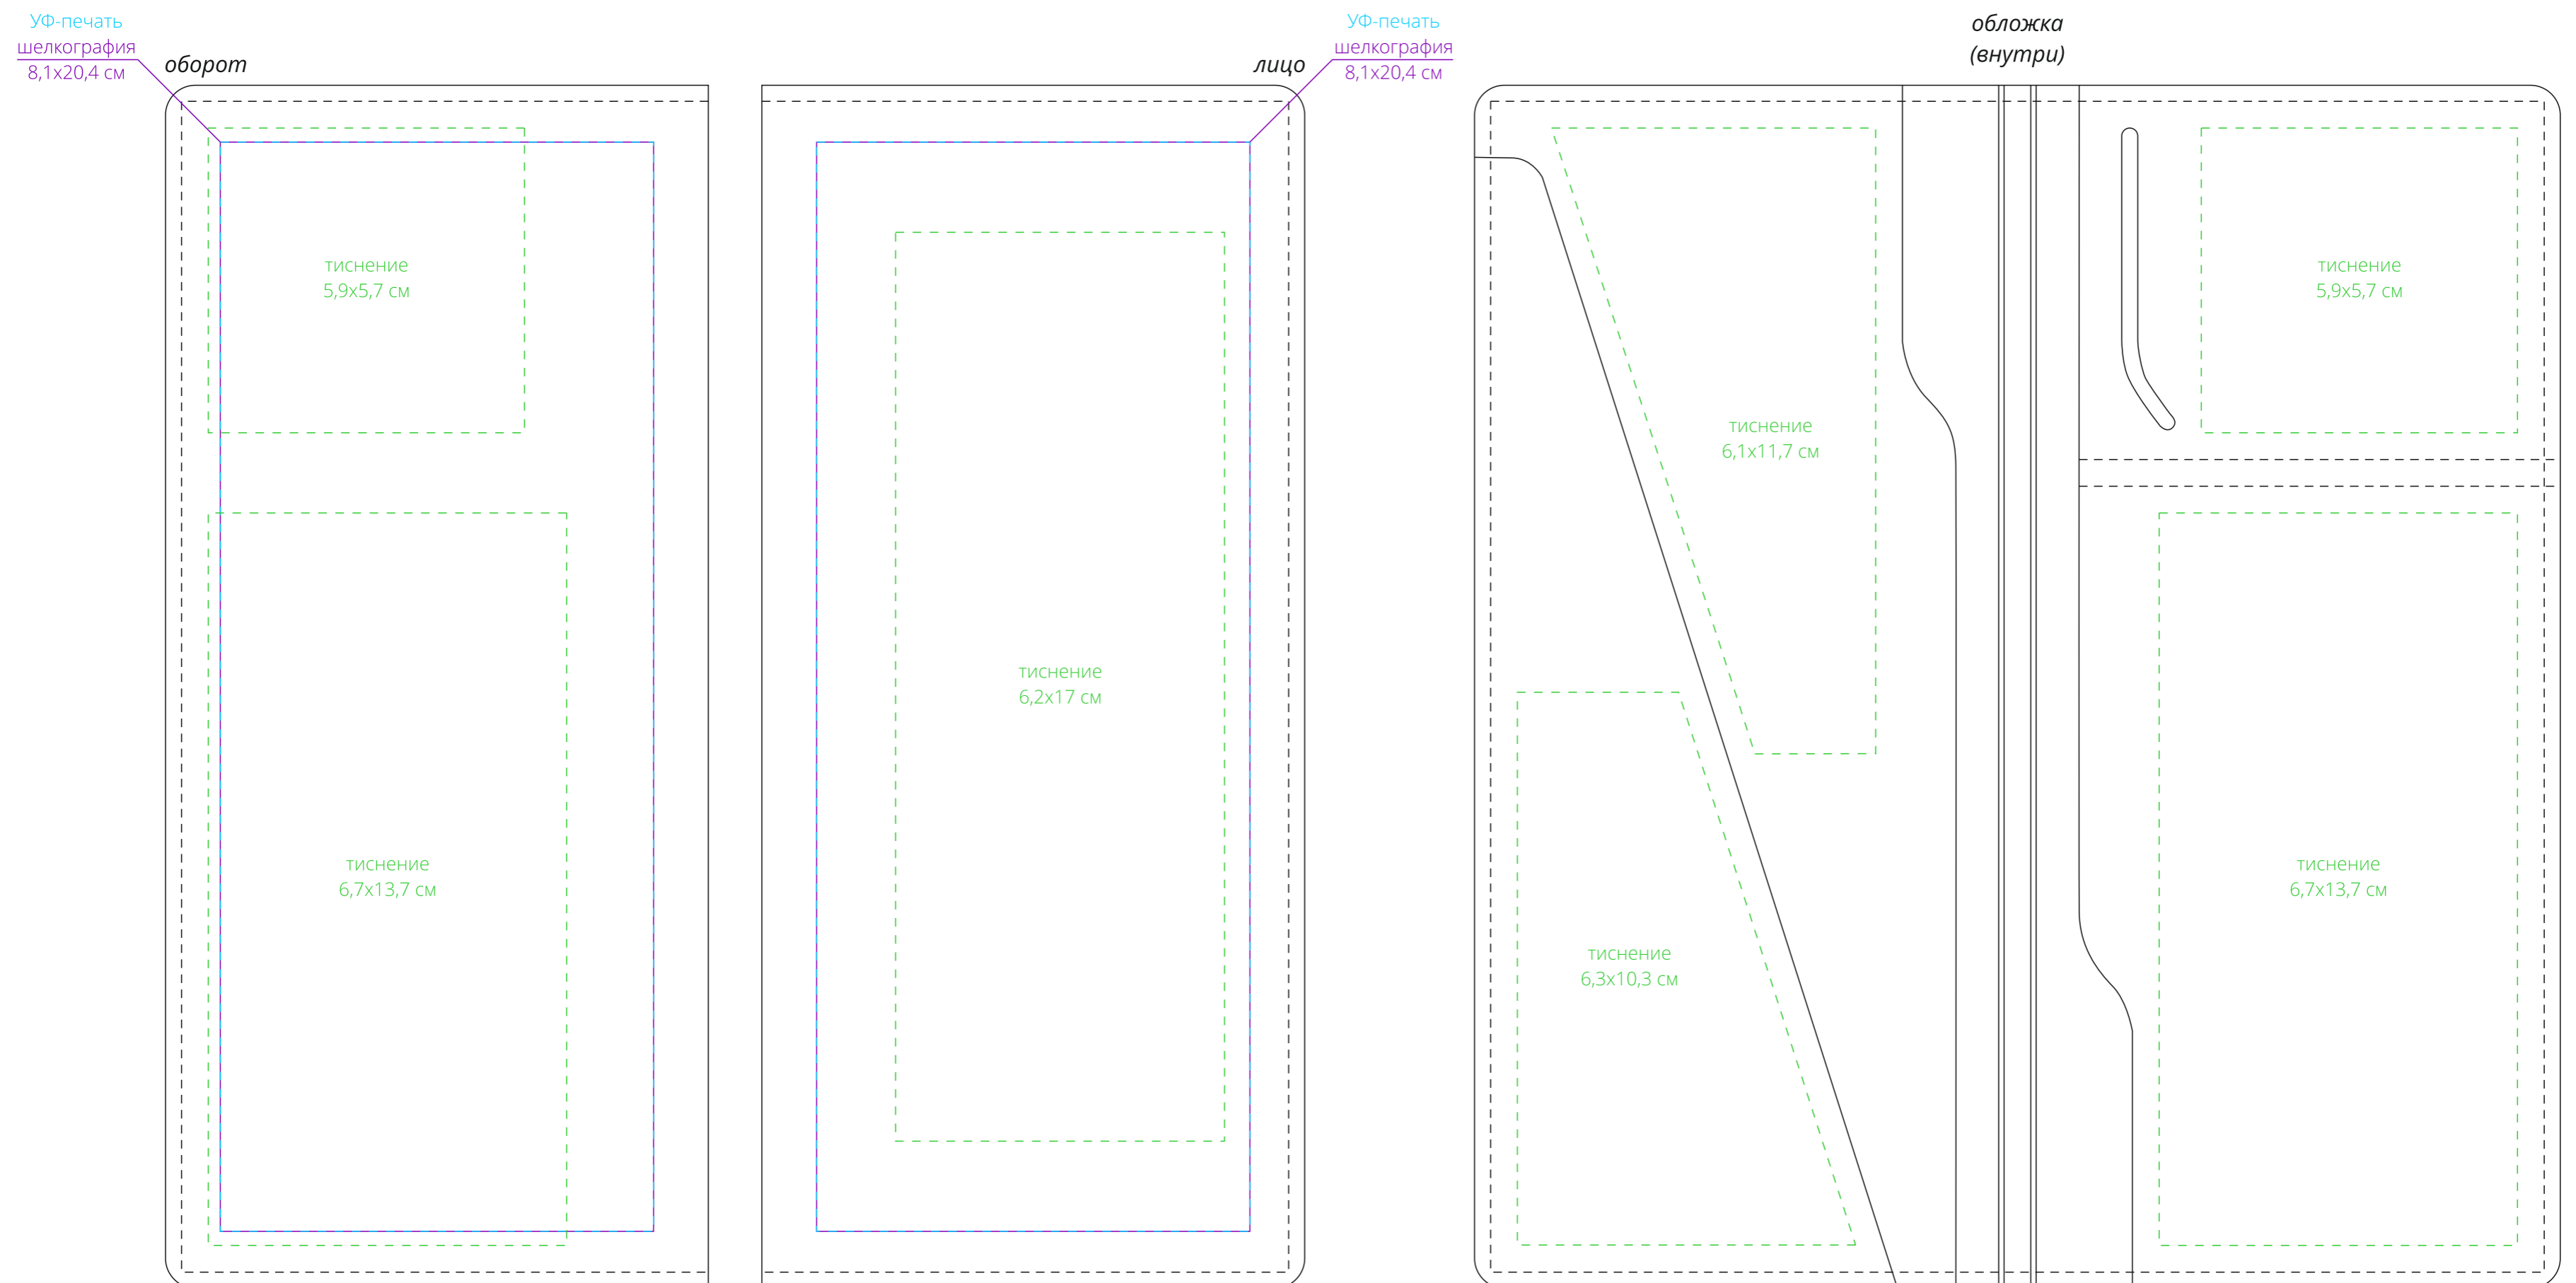 УФ-печать
шелкография
8,1х20,4 см
оборот
тиснение
5,9х5,7 см
тиснение
6,7х13,7 см
лицо
УФ-печать
шелкография
8,1х20,4 см
тиснение
6,2х17 см
обложка
(внутри)
тиснение
6,1х11,7 см
тиснение
6,3х10,3 см
тиснение
5,9х5,7 см
тиснение
6,7х13,7 см